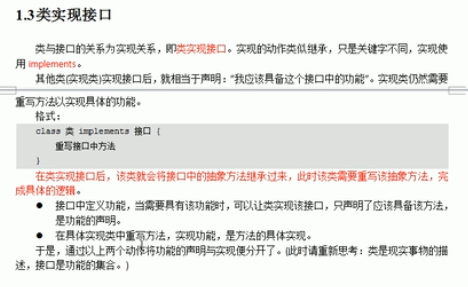 1.3类实现接口
类与接口的关系为实现关系，即类实现接口。实现的动作类似继承，只是关键字不同，实现使
用 implements。
其他类(实现类)实现接口后，就相当于声明：“我应该具备这个接口中的功能”。实现类仍然需要
重写方法以实现具体的功能。
格式：
class 类 implements 接口 {
重写接口中方法
}
在类实现接口后，该类就会将接口中的抽象方法继承过来，此时该类需要重写该抽象方法，完
成具体的逻辑。
● 接口中定义功能，当需要具有该功能时，可以让类实现该接口，只声明了应该具备该方法，
是功能的声明。
● 在具体实现类中重写方法，实现功能，是方法的具体实现。
于是，通过以上两个动作将功能的声明与实现便分开了。(此时请重新思考：类是现实事物的描
述，接口是功能的集合。)